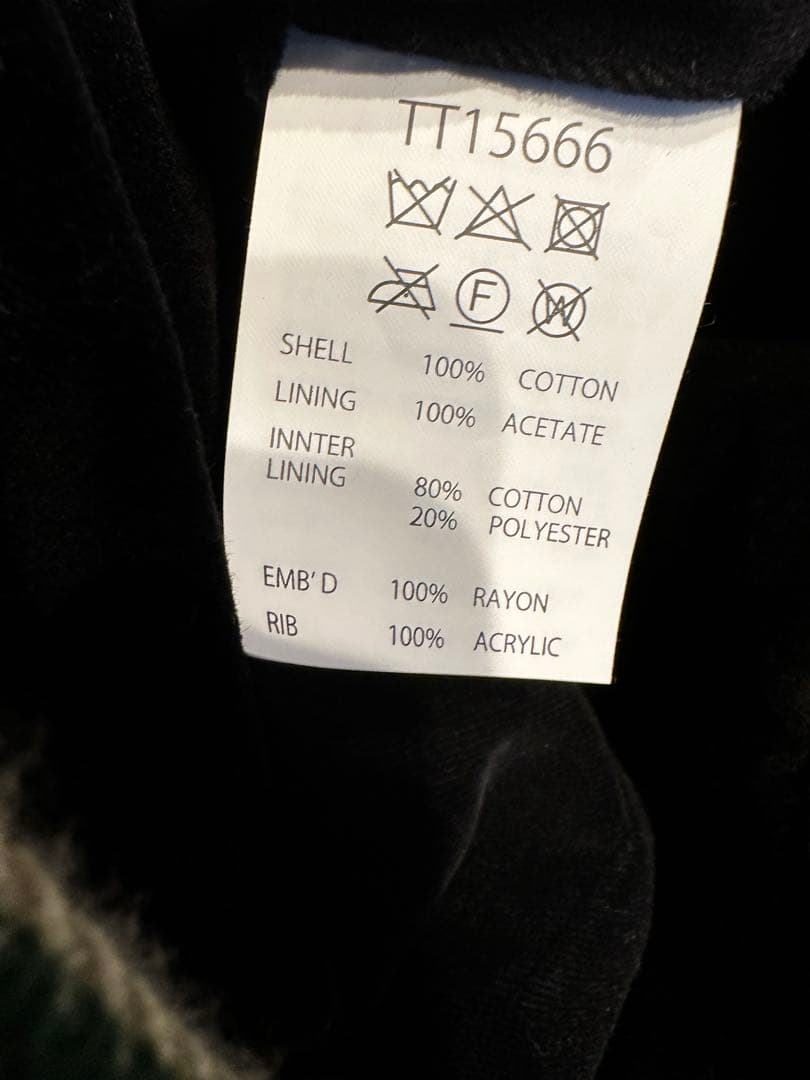 TT15666
F W
SHELL 100% COTTON
LINING 100% ACETATE
INNTER
LINING 80% COTTON
20% POLYESTER
EMB'D 100% RAYON
RIB 100% ACRYLIC